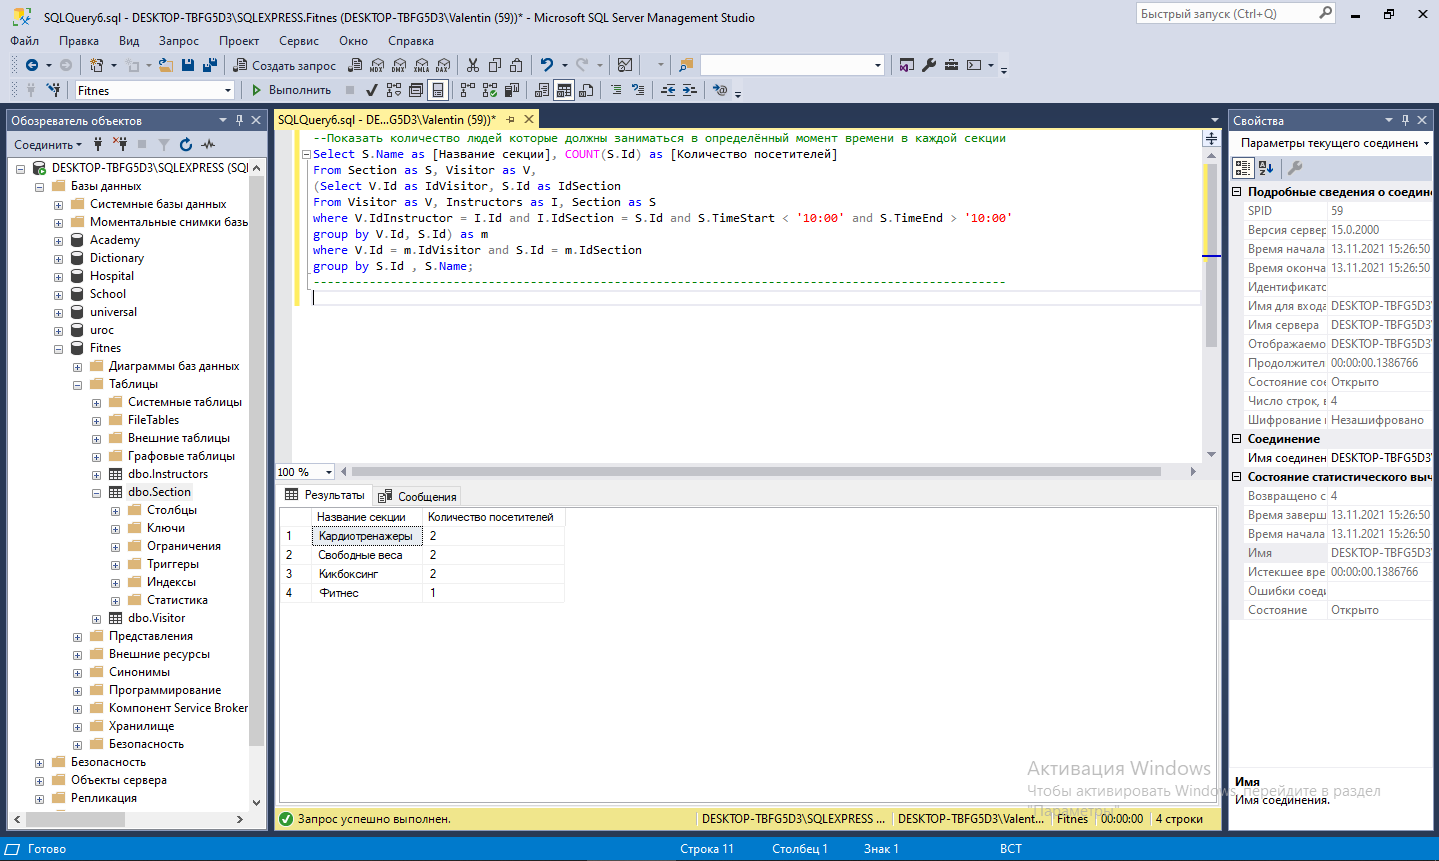 SQLQuery6.sql - DESKTOP-TBFG5D3\SQLEXPRESS.Fitnes (DESKTOP-TBFG5D3\Valentin (59))* - Microsoft SQL Server Management Studio
Быстрый запуск (Ctrl+Q)
Файл Правка Вид Запрос Проект Сервис Окно Справка
Создать запрос MDX DMX XMLA DAX
Fitnes Выполнить
Обозреватель объектов
Соединить
DESKTOP-TBFG5D3\SQLEXPRESS (SQL
Базы данных
Системные базы данных
Моментальные снимки базы
Academy
Dictionary
Hospital
School
universal
uroc
Fitnes
Диаграммы баз данных
Таблицы
Системные таблицы
FileTables
Внешние таблицы
Графовые таблицы
dbo.Instructors
dbo.Section
Столбцы
Ключи
Ограничения
Триггеры
Индексы
Статистика
dbo.Visitor
Представления
Внешние ресурсы
Синонимы
Программирование
Компонент Service Broker
Хранилище
Безопасность
Безопасность
Объекты сервера
Репликация
SQLQuery6.sql - DE...G5D3\Valentin (59))*
--Показать количество людей которые должны заниматься в определённый момент времени в каждой секции
Select S.Name as [Название секции], COUNT(S.Id) as [Количество посетителей]
From Section as S, Visitor as V,
(Select V.Id as IdVisitor, S.Id as IdSection
From Visitor as V, Instructors as I, Section as S
where V.IdInstructor = I.Id and I.IdSection = S.Id and S.TimeStart < '10:00' and S.TimeEnd > '10:00'
group by V.Id, S.Id) as m
where V.Id = m.IdVisitor and S.Id = m.IdSection
group by S.Id , S.Name;
---------------------------------------------------------------------------------------------------
100 %
Результаты Сообщения
Название секции Количество посетителей
1 Кардиотренажеры 2
2 Свободные веса 2
3 Кикбоксинг 2
4 Фитнес 1
Запрос успешно выполнен. DESKTOP-TBFG5D3\SQLEXPRESS ... DESKTOP-TBFG5D3\Valent... Fitnes 00:00:00 4 строки
Свойства
Параметры текущего соединени
Подробные сведения о соедин
SPID 59
Версия сервер 15.0.2000
Время начала 13.11.2021 15:26:50
Время оконча 13.11.2021 15:26:50
Идентификатс
Имя для входа DESKTOP-TBFG5D3\
Имя сервера DESKTOP-TBFG5D3\
Отображаемо DESKTOP-TBFG5D3\
Продолжител 00:00:00.1386766
Состояние сое Открыто
Число строк, в 4
Шифрование Незашифровано
Соединение
Имя соединен DESKTOP-TBFG5D3\
Состояние статистического выч
Возвращено с 4
Время заверш 13.11.2021 15:26:50
Время начала 13.11.2021 15:26:50
Имя DESKTOP-TBFG5D3\
Истекшее вре 00:00:00.1386766
Ошибки соеди
Состояние Открыто
Имя
Имя соединения.
Активация Windows
Чтобы активировать Windows, перейдите в раздел
"Параметры".
Готово Строка 11 Столбец 1 Знак 1 ВСТ